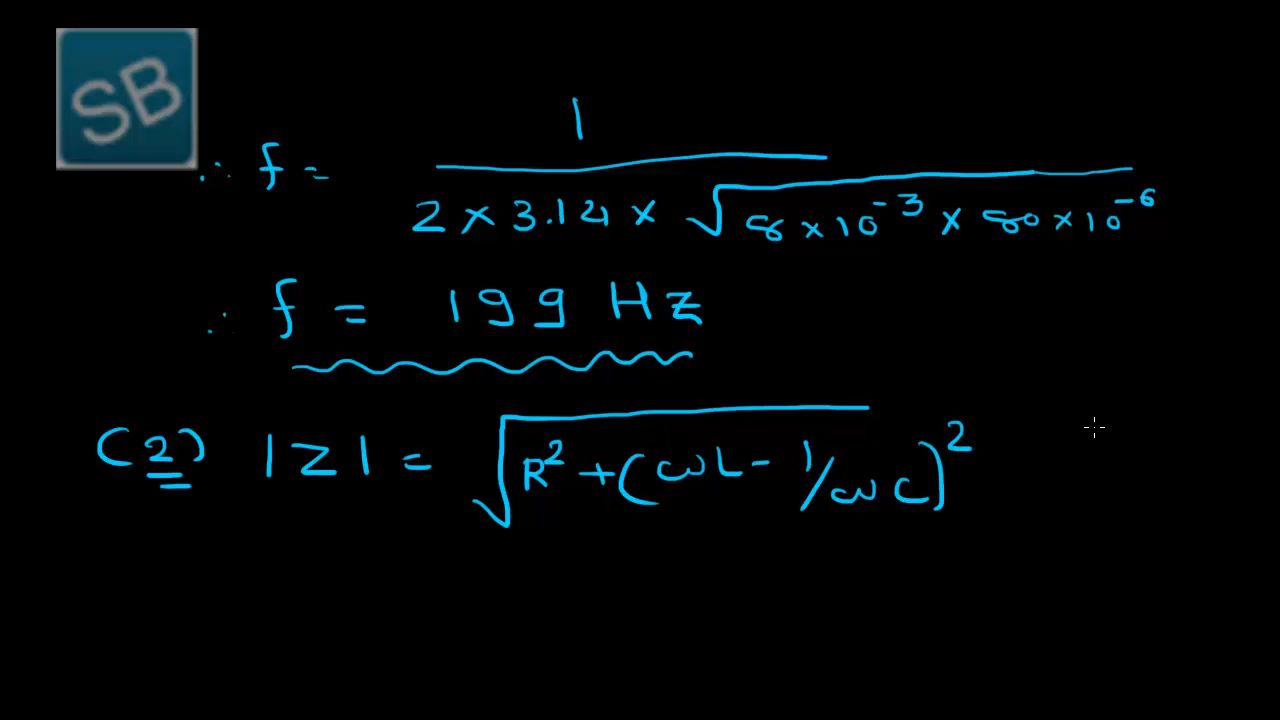 SB
∴ f = 1 / 2 × 3.14 × √8 × 10⁻³ × 80 × 10⁻⁶
∴ f = 199 Hz
(2) |Z| = √R² + (ωL - 1/ωC)²